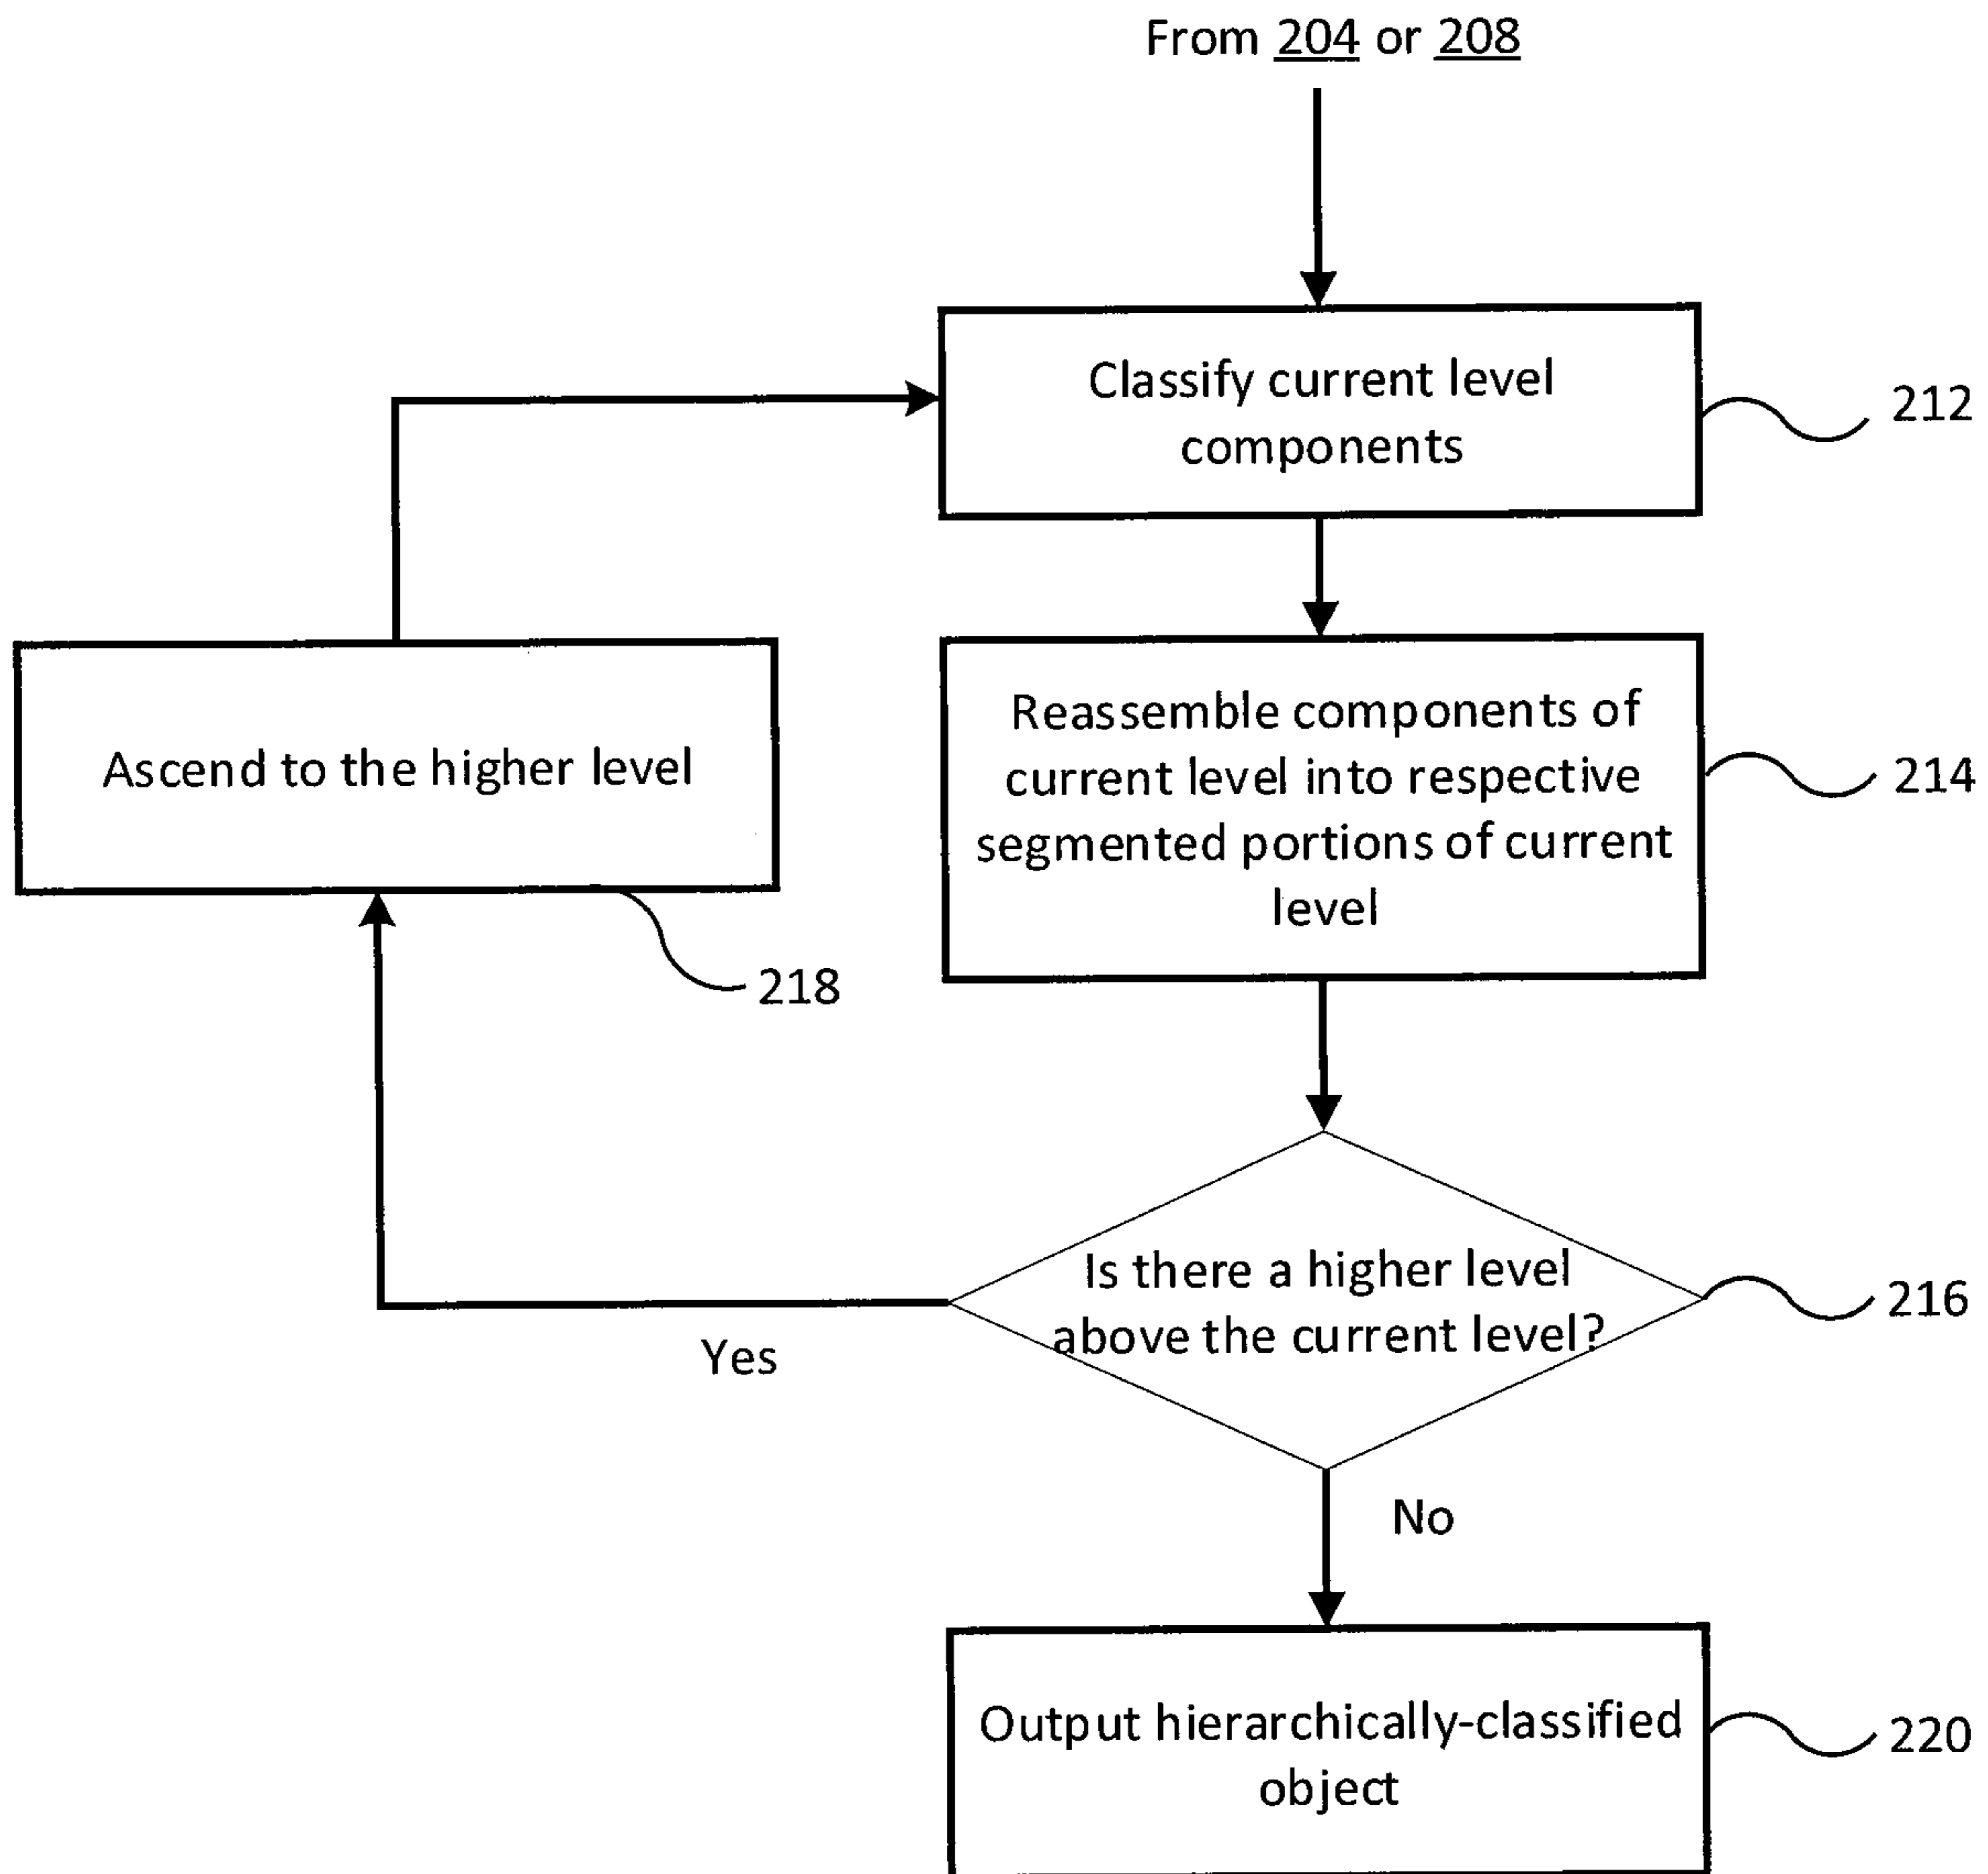 From 204 or 208
Classify current level
components
212
Reassemble components of
current level into respective
segmented portions of current
level
214
Ascend to the higher level
218
Is there a higher level
above the current level?
216
Yes
No
Output hierarchically-classified
object
220